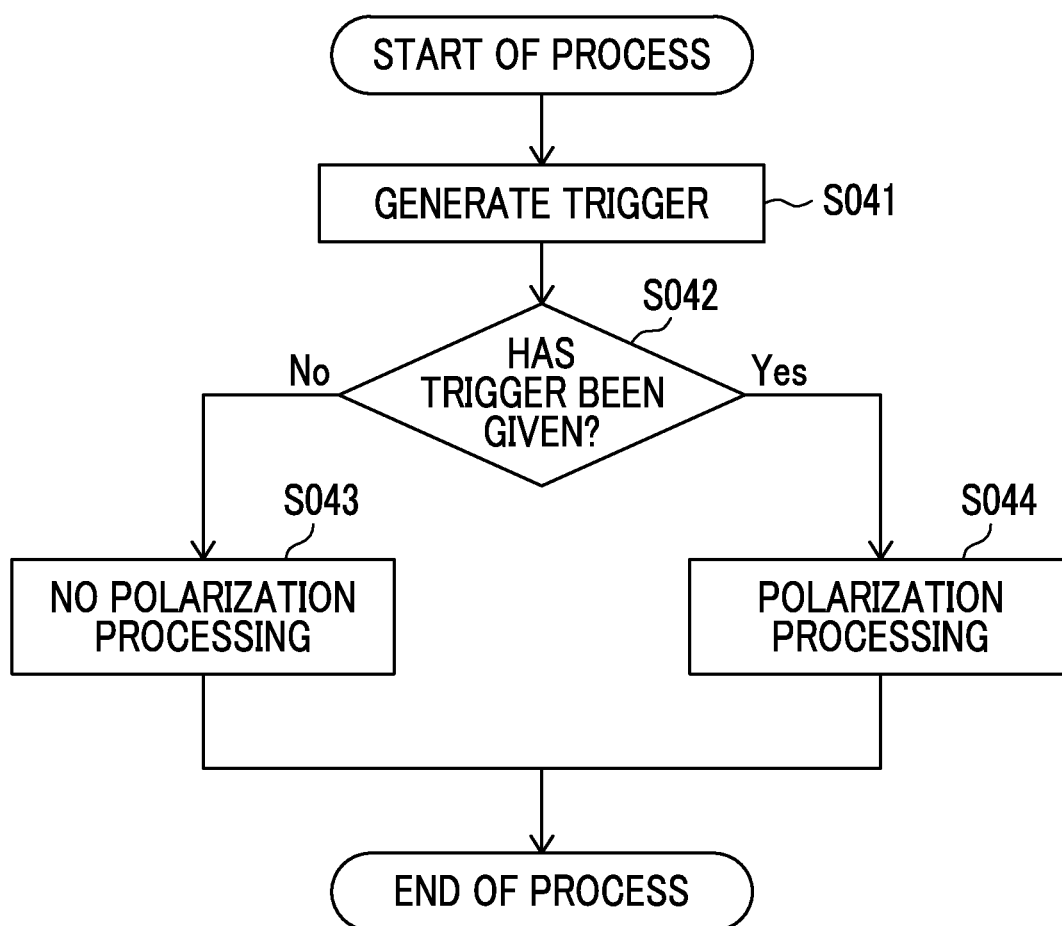 START OF PROCESS
GENERATE TRIGGER
S041
S042
HAS
TRIGGER BEEN
GIVEN?
No
Yes
S043
NO POLARIZATION
PROCESSING
S044
POLARIZATION
PROCESSING
END OF PROCESS